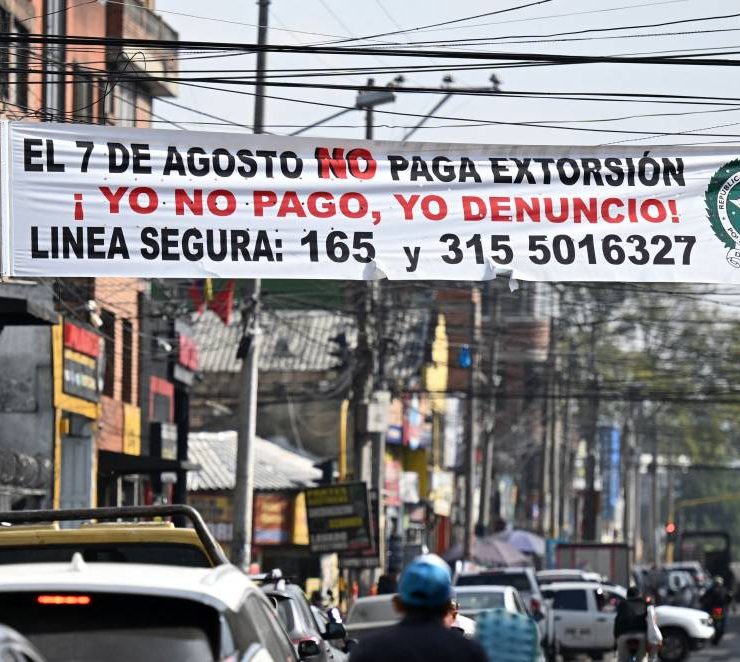 EL 7 DE AGOSTO NO PAGA EXTORSIÓN
¡ YO NO PAGO, YO DENUNCIO!
LINEA SEGURA: 165 y 315 5016327